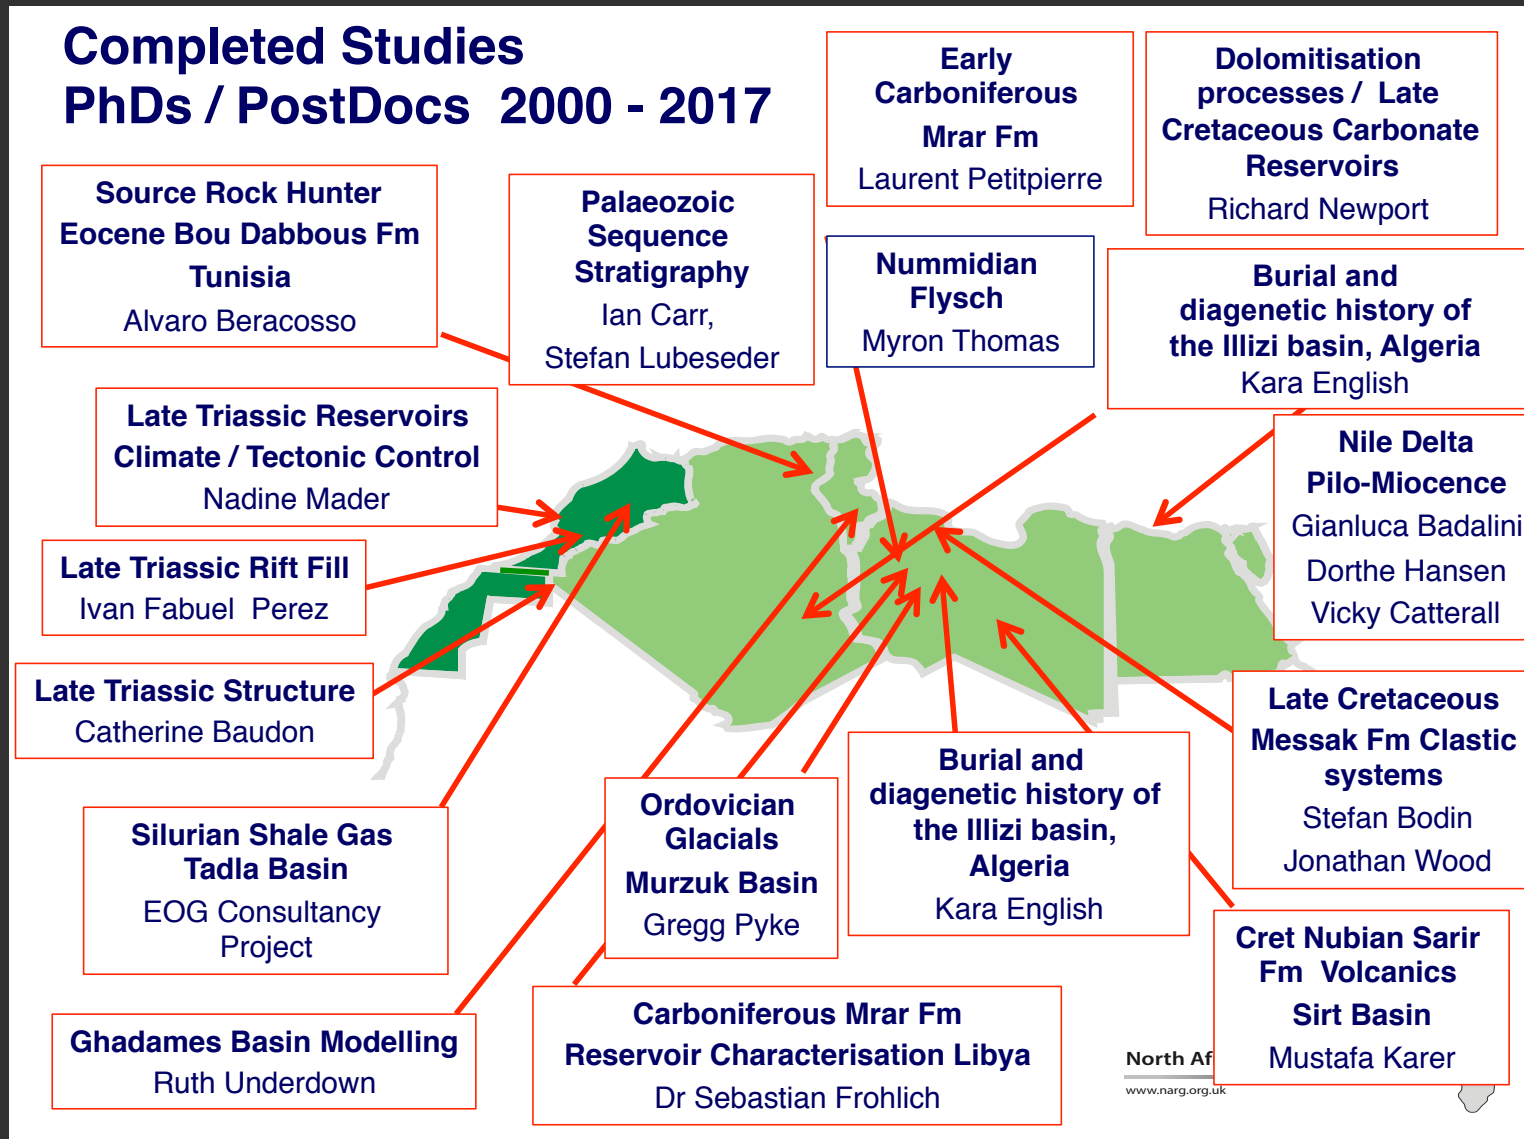 Completed Studies
PhDs / PostDocs 2000 - 2017
Early
Carboniferous
Mrar Fm
Laurent Petitpierre
Dolomitisation
processes / Late
Cretaceous Carbonate
Reservoirs
Richard Newport
Source Rock Hunter
Eocene Bou Dabbous Fm
Tunisia
Alvaro Beracosso
Palaeozoic
Sequence
Stratigraphy
Ian Carr,
Stefan Lubeseder
Nummidian
Flysch
Myron Thomas
Burial and
diagenetic history of
the Illizi basin, Algeria
Kara English
Late Triassic Reservoirs
Climate / Tectonic Control
Nadine Mader
Nile Delta
Pilo-Miocence
Gianluca Badalini
Dorthe Hansen
Vicky Catterall
Late Triassic Rift Fill
Ivan Fabuel Perez
Late Triassic Structure
Catherine Baudon
Late Cretaceous
Messak Fm Clastic
systems
Stefan Bodin
Jonathan Wood
Silurian Shale Gas
Tadla Basin
EOG Consultancy
Project
Ordovician
Glacials
Murzuk Basin
Gregg Pyke
Burial and
diagenetic history of
the Illizi basin,
Algeria
Kara English
Cret Nubian Sarir
Fm Volcanics
Sirt Basin
Mustafa Karer
Ghadames Basin Modelling
Ruth Underdown
Carboniferous Mrar Fm
Reservoir Characterisation Libya
Dr Sebastian Frohlich
North Af
www.narg.org.uk